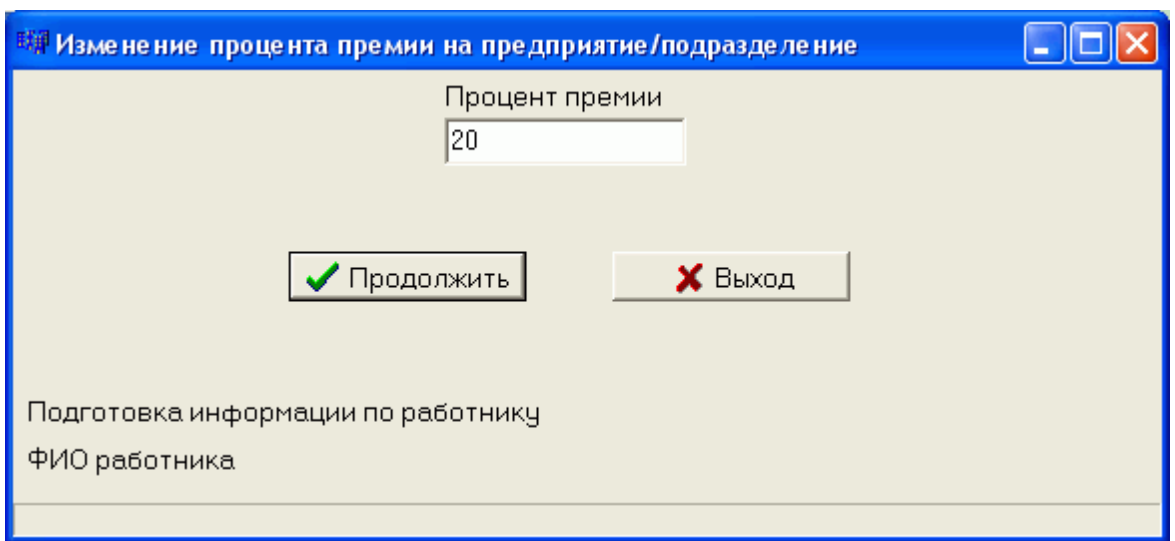 Изменение процента премии на предприятие/подразделение
Процент премии
20
Продолжить
Выход
Подготовка информации по работнику
ФИО работника